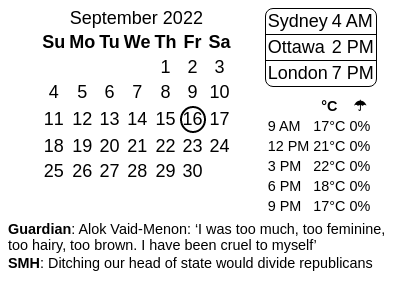 September 2022
Su Mo Tu We Th Fr Sa
1 2 3
4 5 6 7 8 9 10
11 12 13 14 15 16 17
18 19 20 21 22 23 24
25 26 27 28 29 30
Sydney 4 AM
Ottawa 2 PM
London 7 PM
°C ☂
9 AM 17°C 0%
12 PM 21°C 0%
3 PM 22°C 0%
6 PM 18°C 0%
9 PM 17°C 0%
Guardian: Alok Vaid-Menon: ‘I was too much, too feminine,
too hairy, too brown. I have been cruel to myself’
SMH: Ditching our head of state would divide republicans